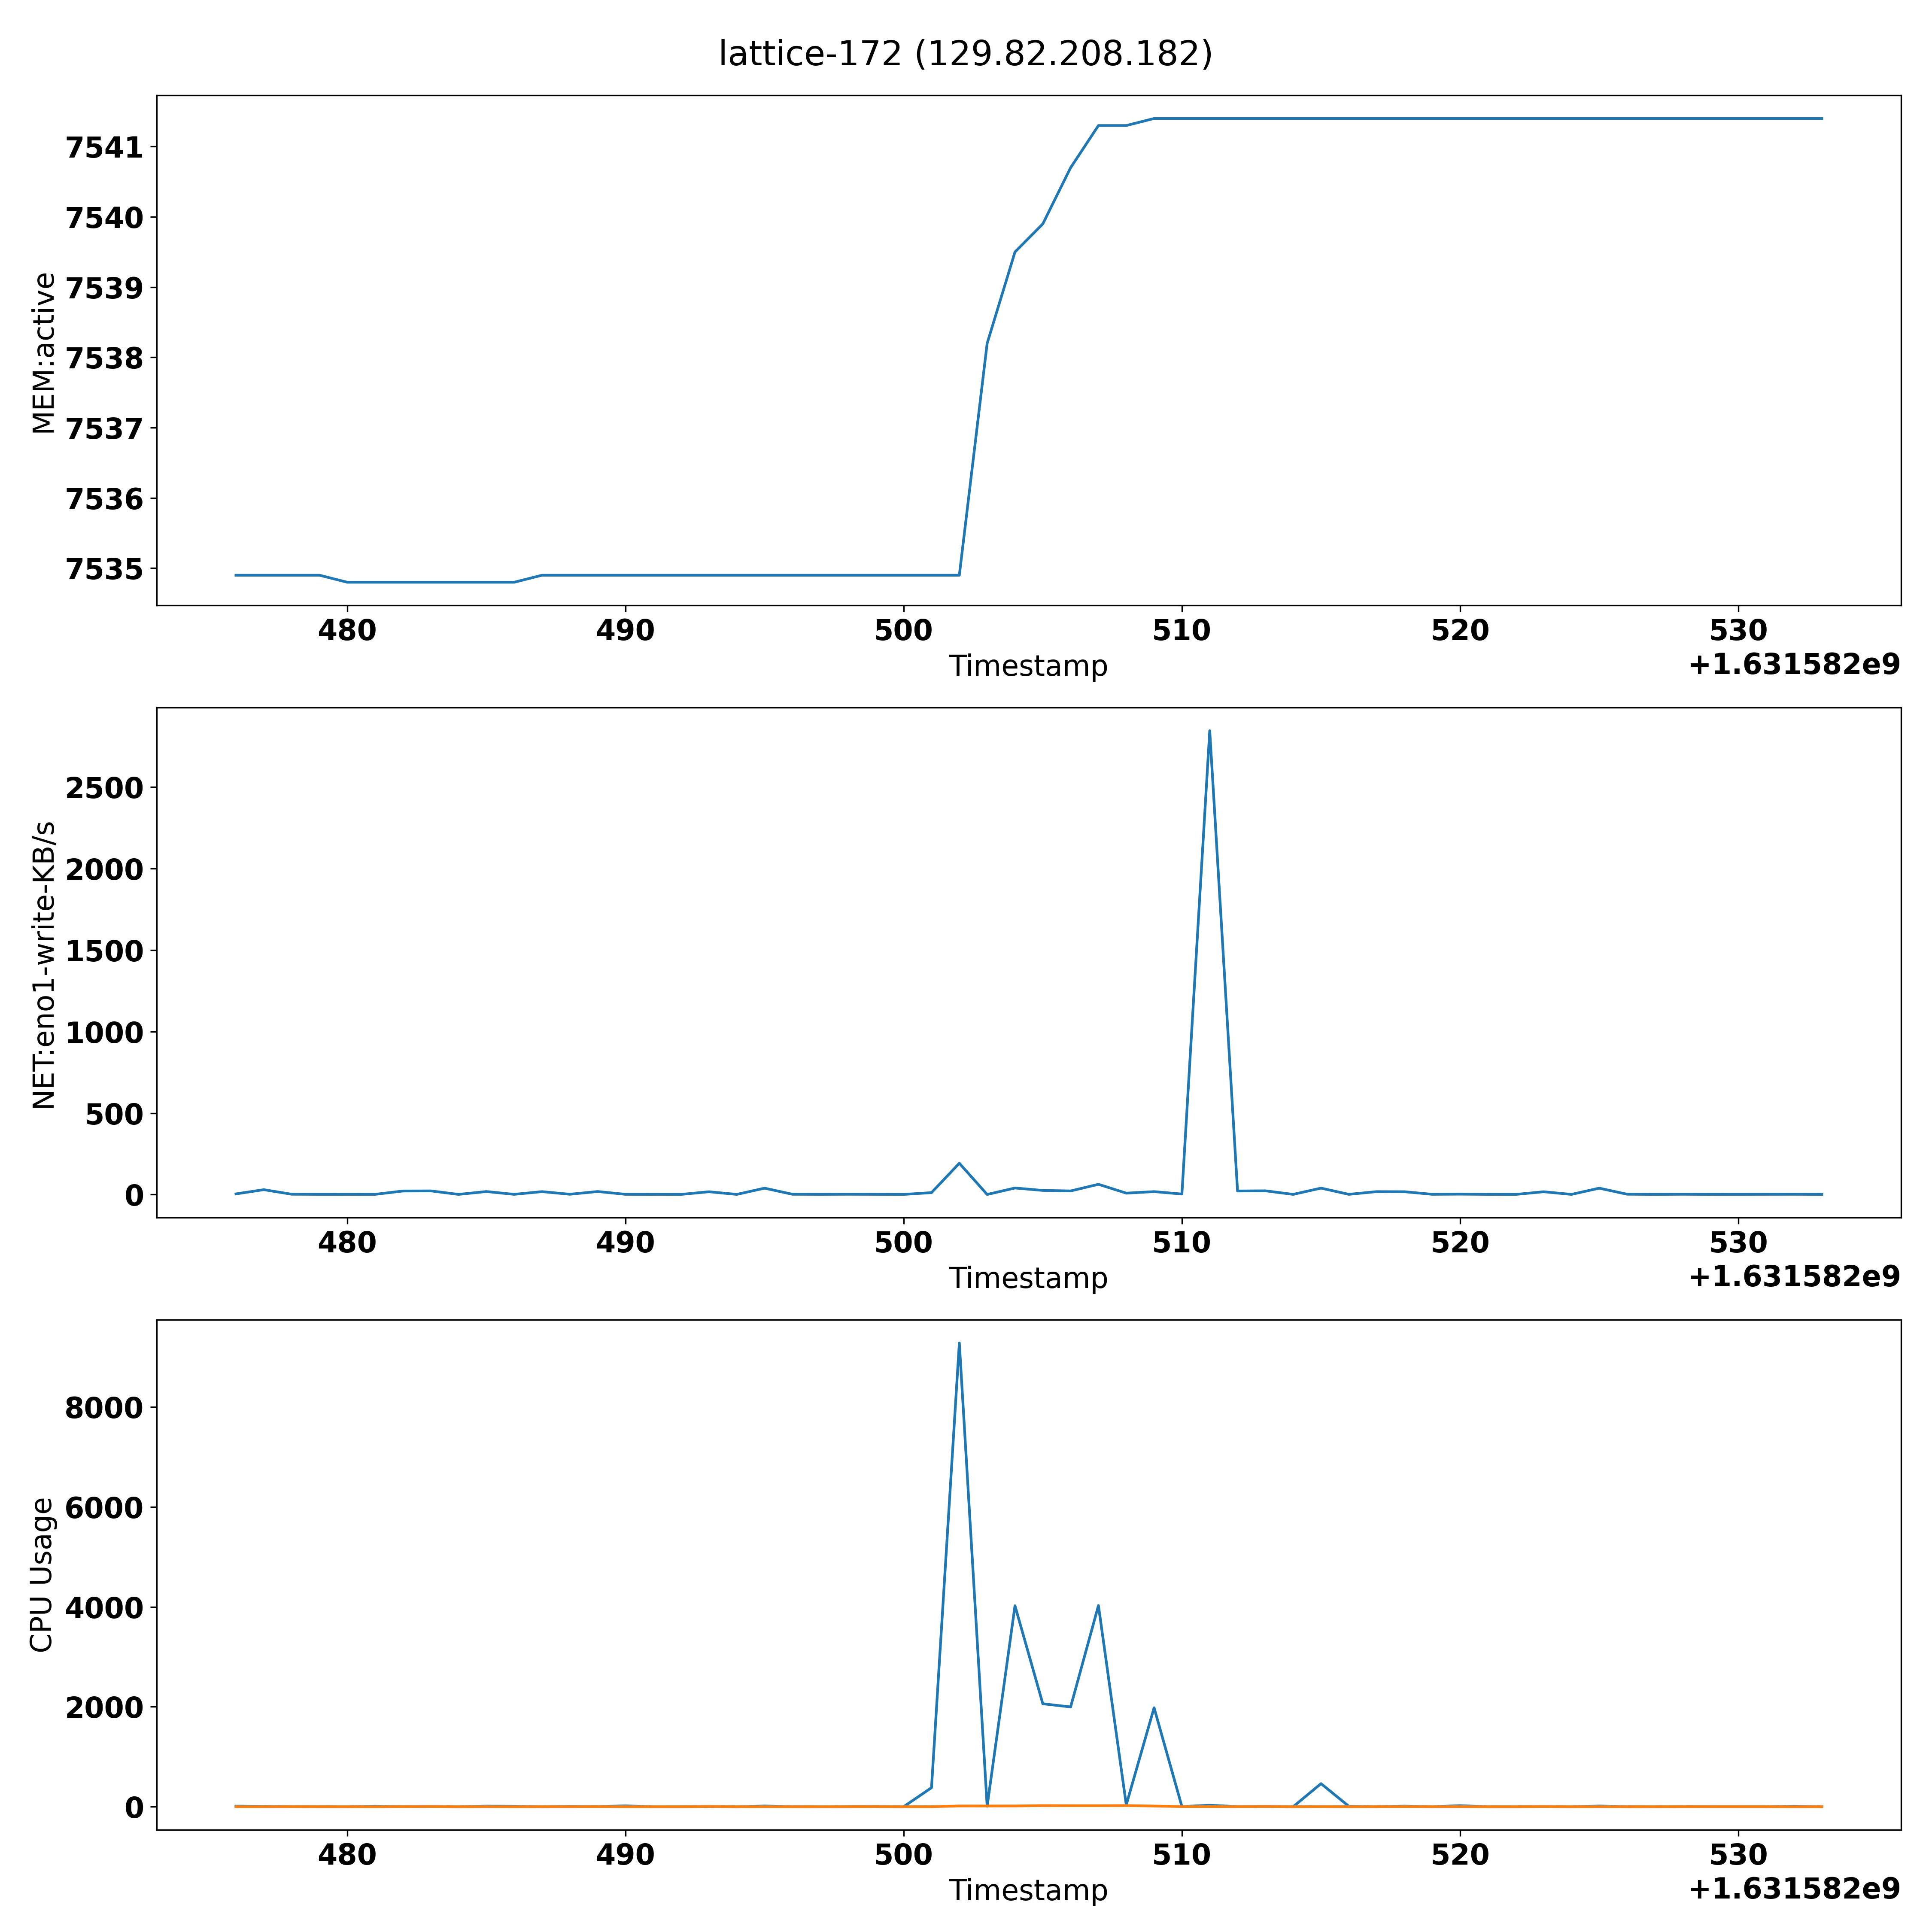 lattice-172 (129.82.208.182)
7541
7540
7539
7538
7537
7536
7535
MEM:active
480 490 500 510 520 530
Timestamp
+1.631582e9
2500
2000
1500
1000
500
0
NET:eno1-write-KB/s
480 490 500 510 520 530
Timestamp
+1.631582e9
8000
6000
4000
2000
0
CPU Usage
480 490 500 510 520 530
Timestamp
+1.631582e9